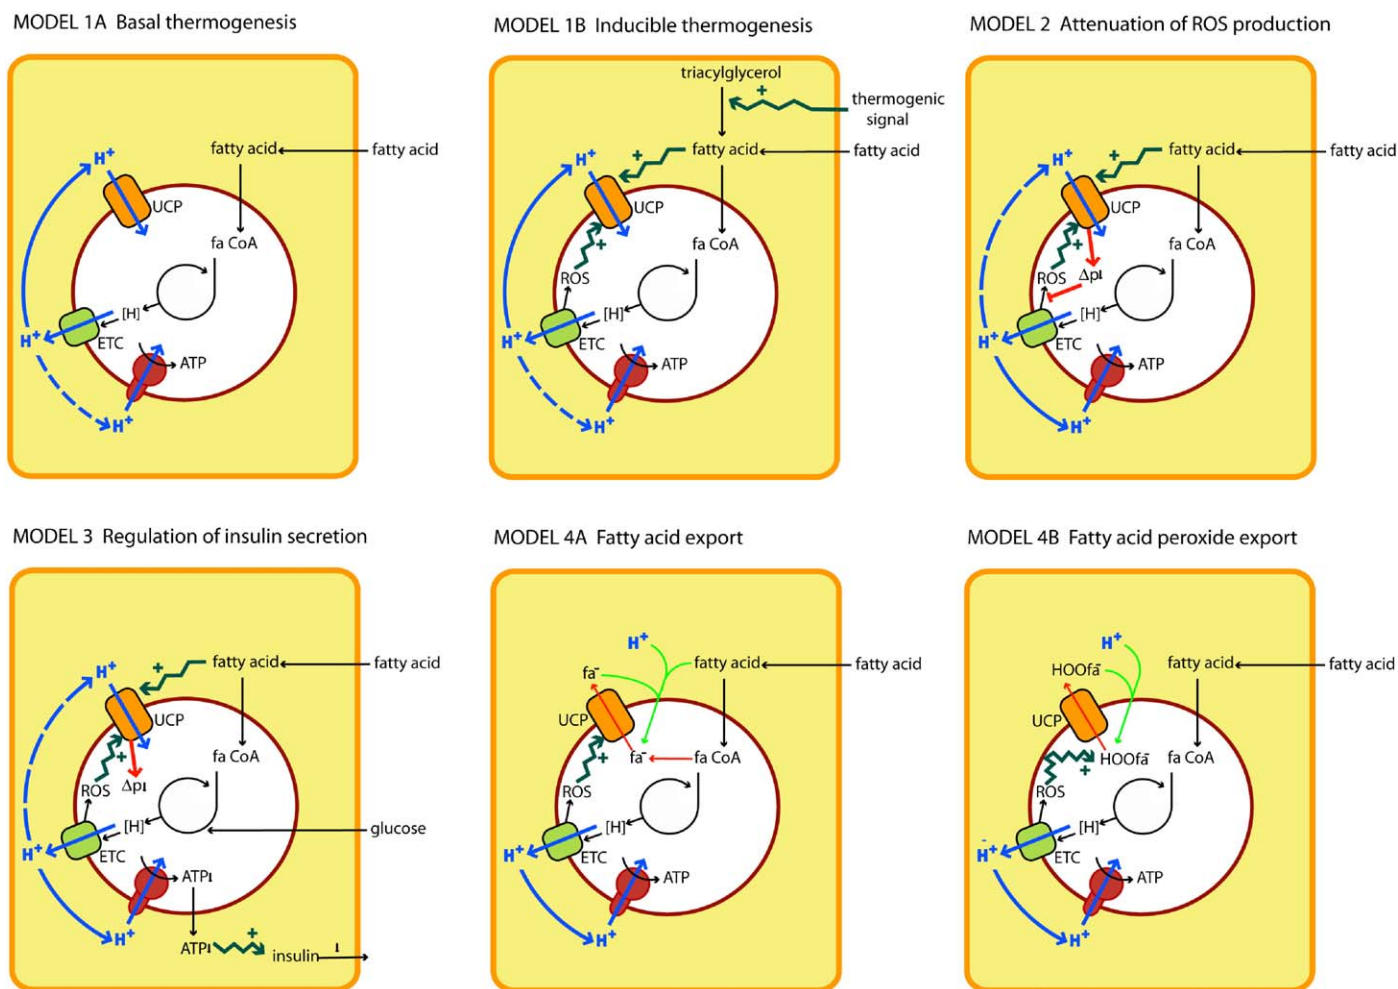 MODEL 1A Basal thermogenesis
H+
fatty acid
fatty acid
UCP
fa CoA
[H]
H+
ETC
ATP
H+
MODEL 1B Inducible thermogenesis
triacylglycerol
+
thermogenic
signal
H+
+
fatty acid
fatty acid
UCP
+
fa CoA
ROS
[H]
H+
ETC
ATP
H+
MODEL 2 Attenuation of ROS production
H+
+
fatty acid
fatty acid
UCP
+
fa CoA
ROS
Δp↓
[H]
H+
ETC
ATP
H+
MODEL 3 Regulation of insulin secretion
H+
+
fatty acid
fatty acid
UCP
+
fa CoA
Δp↓
ROS
[H]
glucose
H+
ETC
ATP↓
H+
ATP↓
+
insulin
↓
MODEL 4A Fatty acid export
H+
fa-
fatty acid
fatty acid
UCP
+
fa-
fa CoA
ROS
[H]
H+
ETC
ATP
H+
MODEL 4B Fatty acid peroxide export
H+
HOOfa-
fatty acid
fatty acid
UCP
HOOfa-
fa CoA
+
ROS
[H]
H+
ETC
ATP
H+